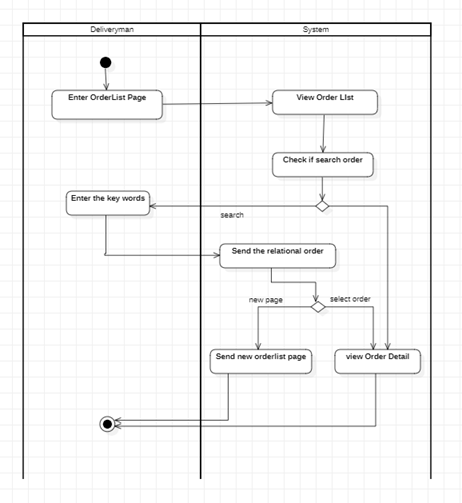 Deliveryman
System
Enter OrderList Page
View Order LIst
Check if search order
Enter the key words
search
Send the relational order
new page
select order
Send new orderlist page
view Order Detail